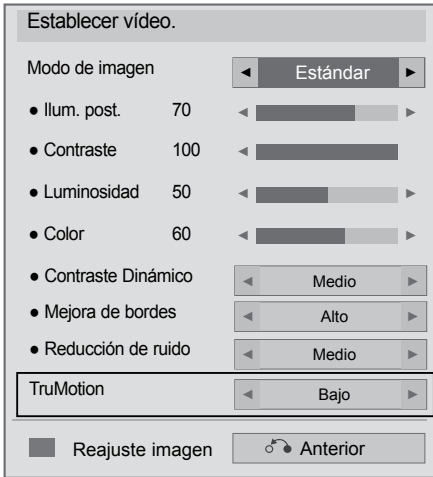 Establecer vídeo.
Modo de imagen ◄ Estándar ►
● Ilum. post. 70 ◄ ►
● Contraste 100 ◄
● Luminosidad 50 ◄ ►
● Color 60 ◄ ►
● Contraste Dinámico ◄ Medio ►
● Mejora de bordes ◄ Alto ►
● Reducción de ruido ◄ Medio ►
TruMotion ◄ Bajo ►
Reajuste imagen Anterior